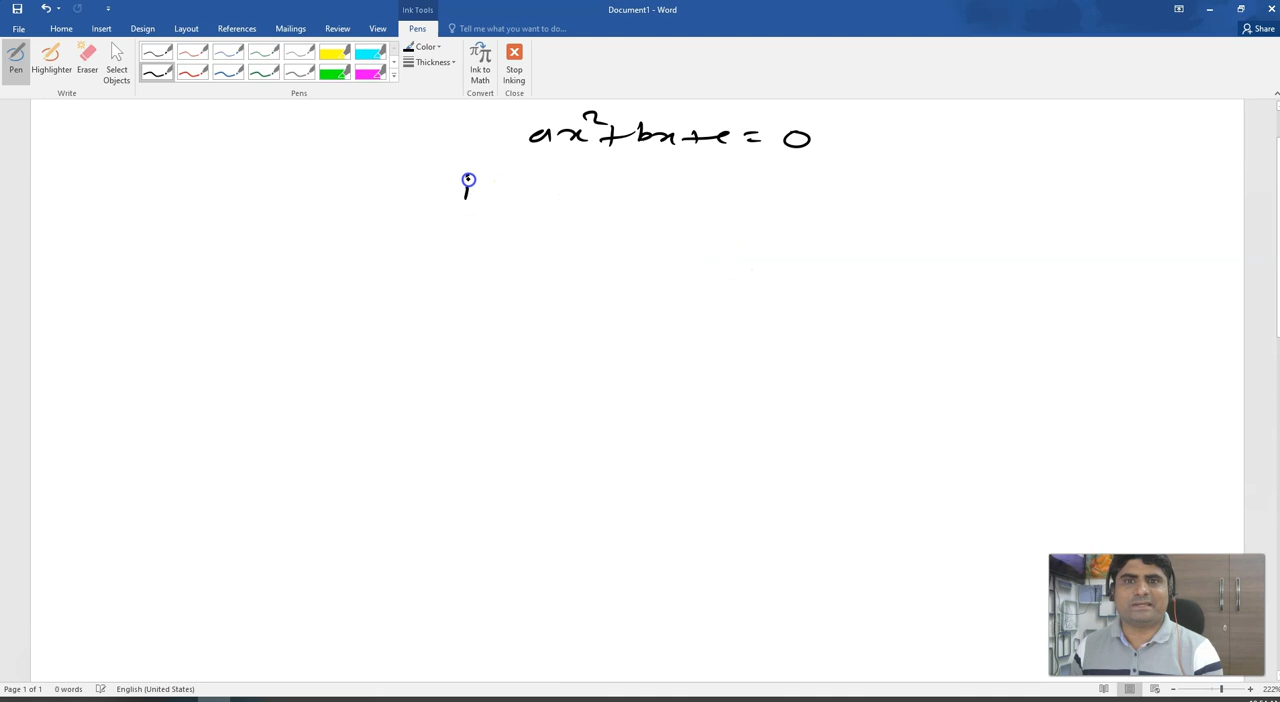 Ink Tools
Document1 - Word
File Home Insert Design Layout References Mailings Review View Pens Tell me what you want to do... Share
Pen Highlighter Eraser Select Objects Color Thickness Ink to Math Stop Inking
Write Pens Convert Close
ax²+bx+c = 0
Page 1 of 1 0 words English (United States) 222%